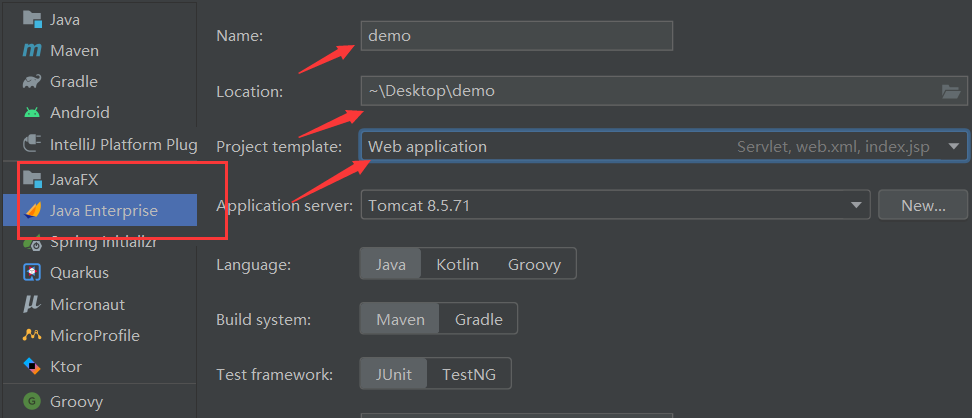 Java
Maven
Gradle
Android
IntelliJ Platform Plug
JavaFX
Java Enterprise
Spring Initializr
Quarkus
Micronaut
MicroProfile
Ktor
Groovy
Name: demo
Location: ~\Desktop\demo
Project template: Web application Servlet, web.xml, index.jsp
Application server: Tomcat 8.5.71 New...
Language: Java Kotlin Groovy
Build system: Maven Gradle
Test framework: JUnit TestNG